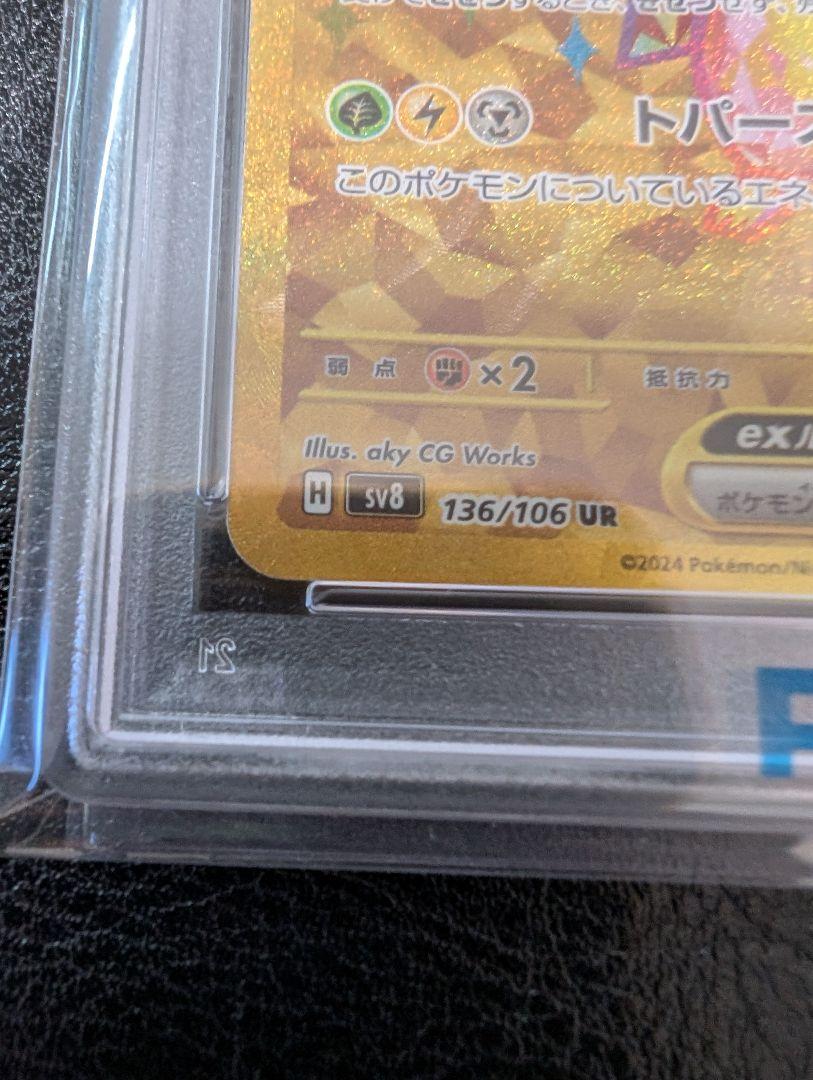 トパー
このポケモンについているエネ
弱点 ×2 抵抗力
Illus. aky CG Works
ex
H SV8 136/106 UR
ポケモン
©2024 Pokémon/Ni
21